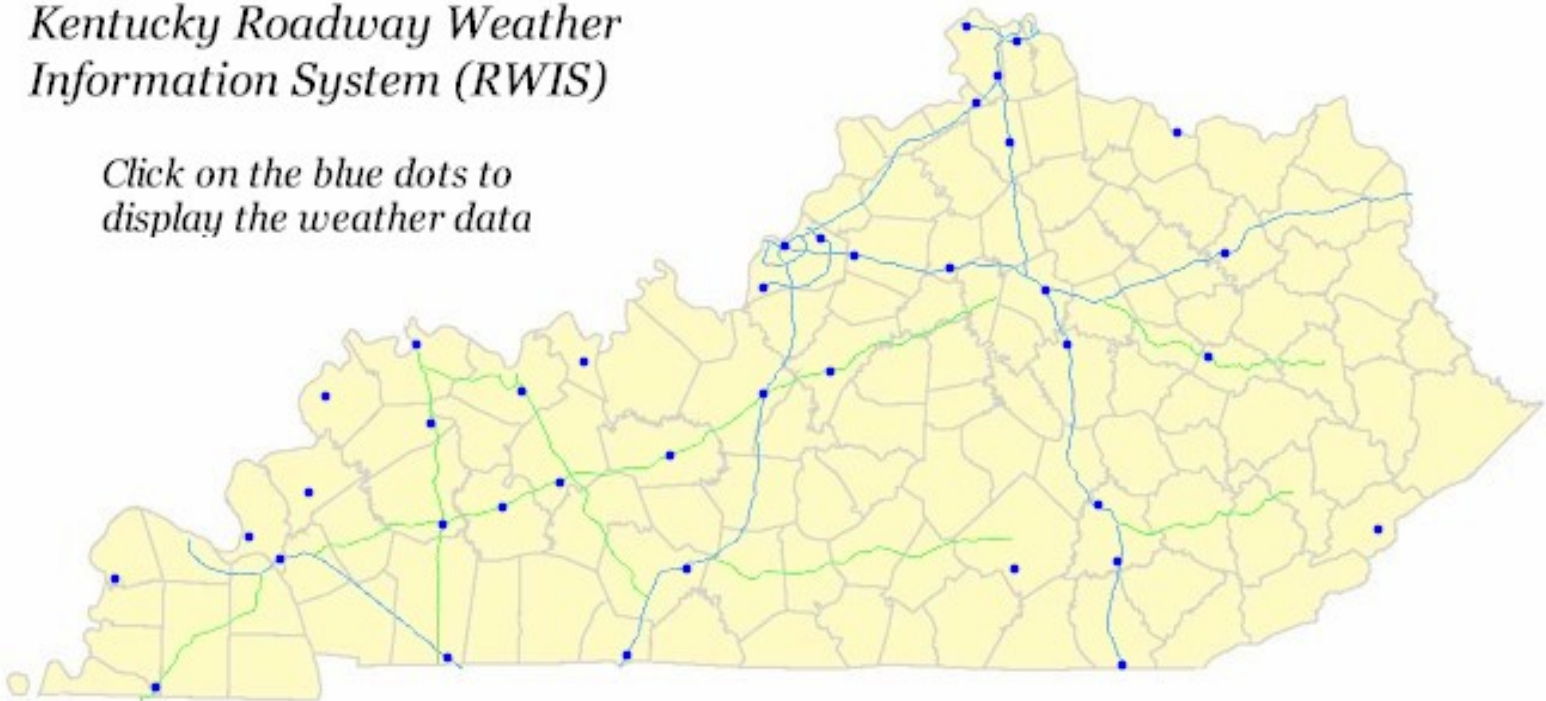 Kentucky Roadway Weather
Information System (RWIS)
Click on the blue dots to
display the weather data